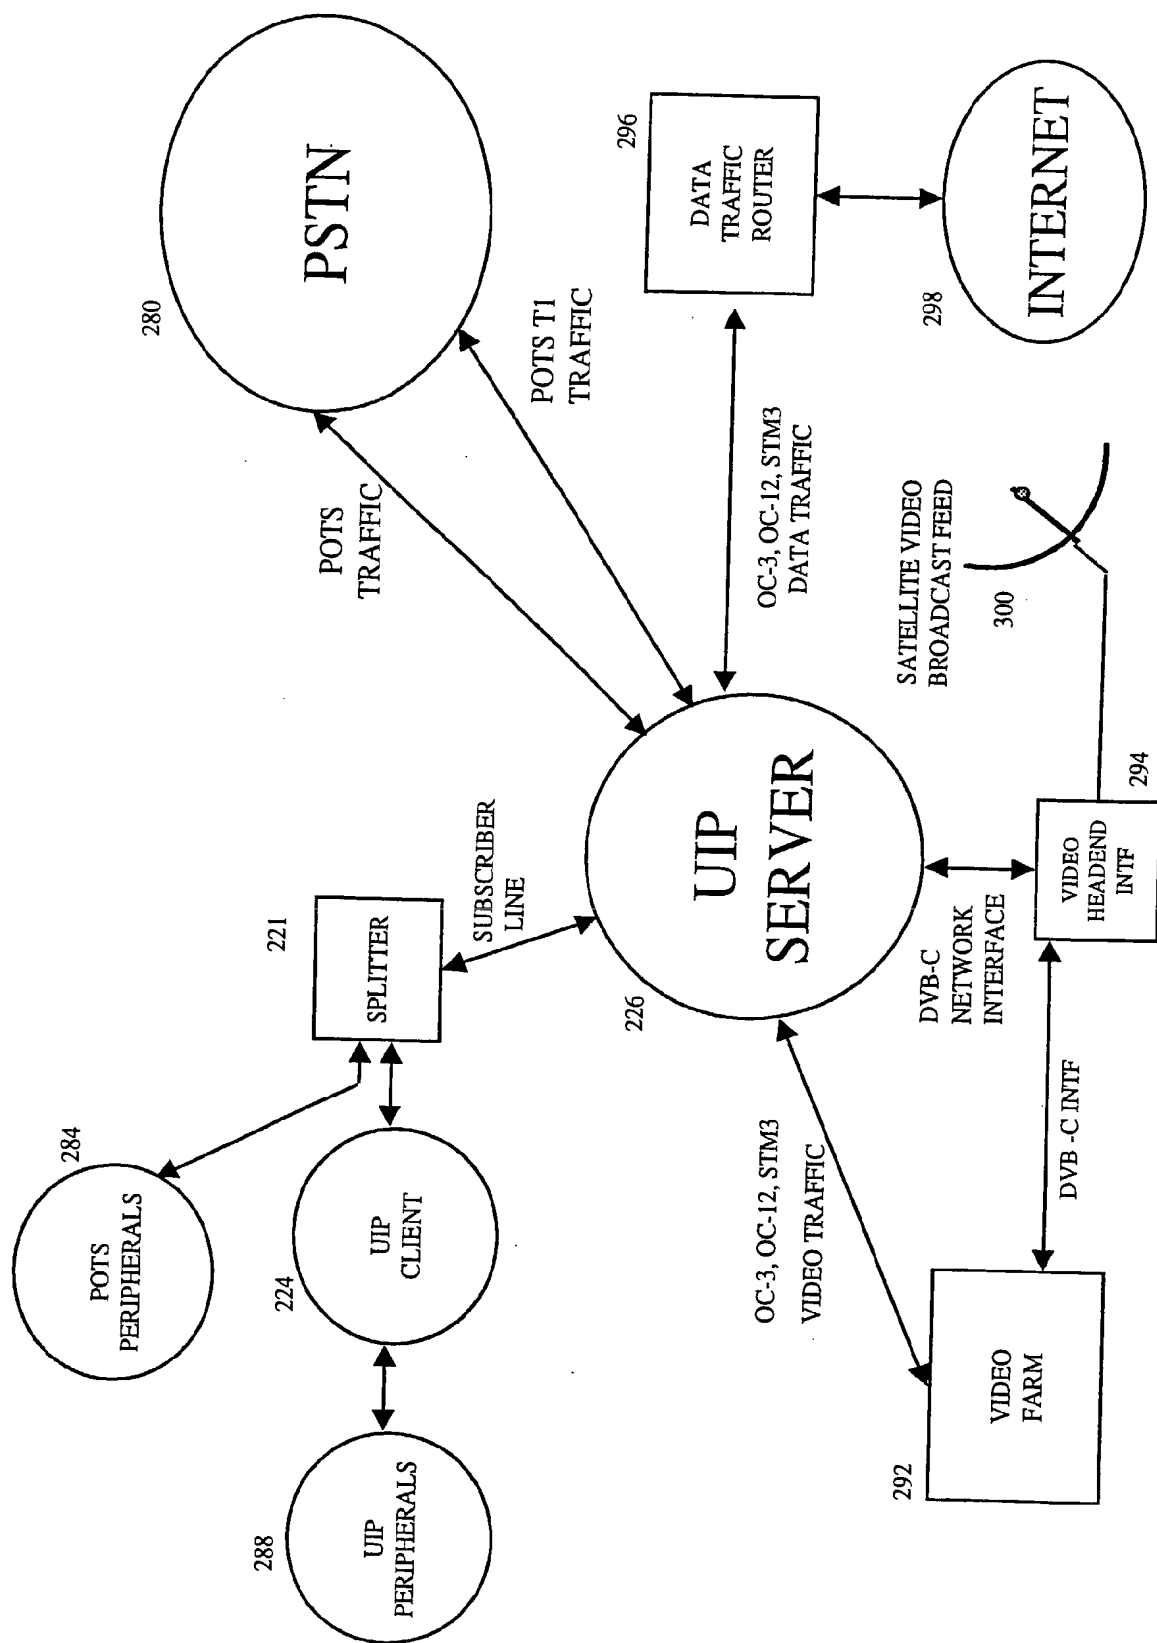 POTS
PERIPHERALS
284
SPLITTER
221
280
PSTN
UIP
PERIPHERALS
288
UIP
CLIENT
224
SUBSCRIBER
LINE
POTS
TRAFFIC
POTS T1
TRAFFIC
226
UIP
SERVER
296
DATA
TRAFFIC
ROUTER
OC-3, OC-12, STM3
VIDEO TRAFFIC
OC-3, OC-12, STM3
DATA TRAFFIC
292
VIDEO
FARM
DVB-C
NETWORK
INTERFACE
SATELLITE VIDEO
BROADCAST FEED
300
298
INTERNET
DVB -C INTF
VIDEO
HEADEND
INTF
294